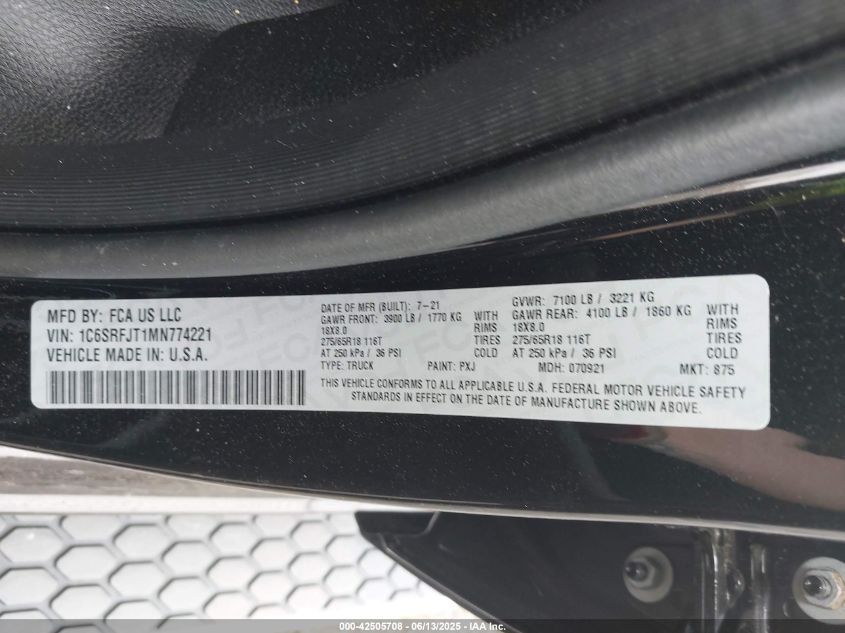 MFD BY: FCA US LLC
VIN: 1C6SRFJT1MN774221
VEHICLE MADE IN: U.S.A.
DATE OF MFR (BUILT): 7-21
GAWR FRONT: 3900 LB / 1770 KG WITH
18X8.0 RIMS
275/65R18 116T TIRES
AT 250 kPa / 36 PSI COLD
TYPE: TRUCK PAINT: PXJ
GVWR: 7100 LB / 3221 KG
GAWR REAR: 4100 LB / 1860 KG WITH
18X8.0 RIMS
275/65R18 116T TIRES
AT 250 kPa / 36 PSI COLD
MDH: 070921 MKT: 875
THIS VEHICLE CONFORMS TO ALL APPLICABLE U.S.A. FEDERAL MOTOR VEHICLE SAFETY
STANDARDS IN EFFECT ON THE DATE OF MANUFACTURE SHOWN ABOVE.
000-42505708 - 06/13/2025 - IAA Inc.